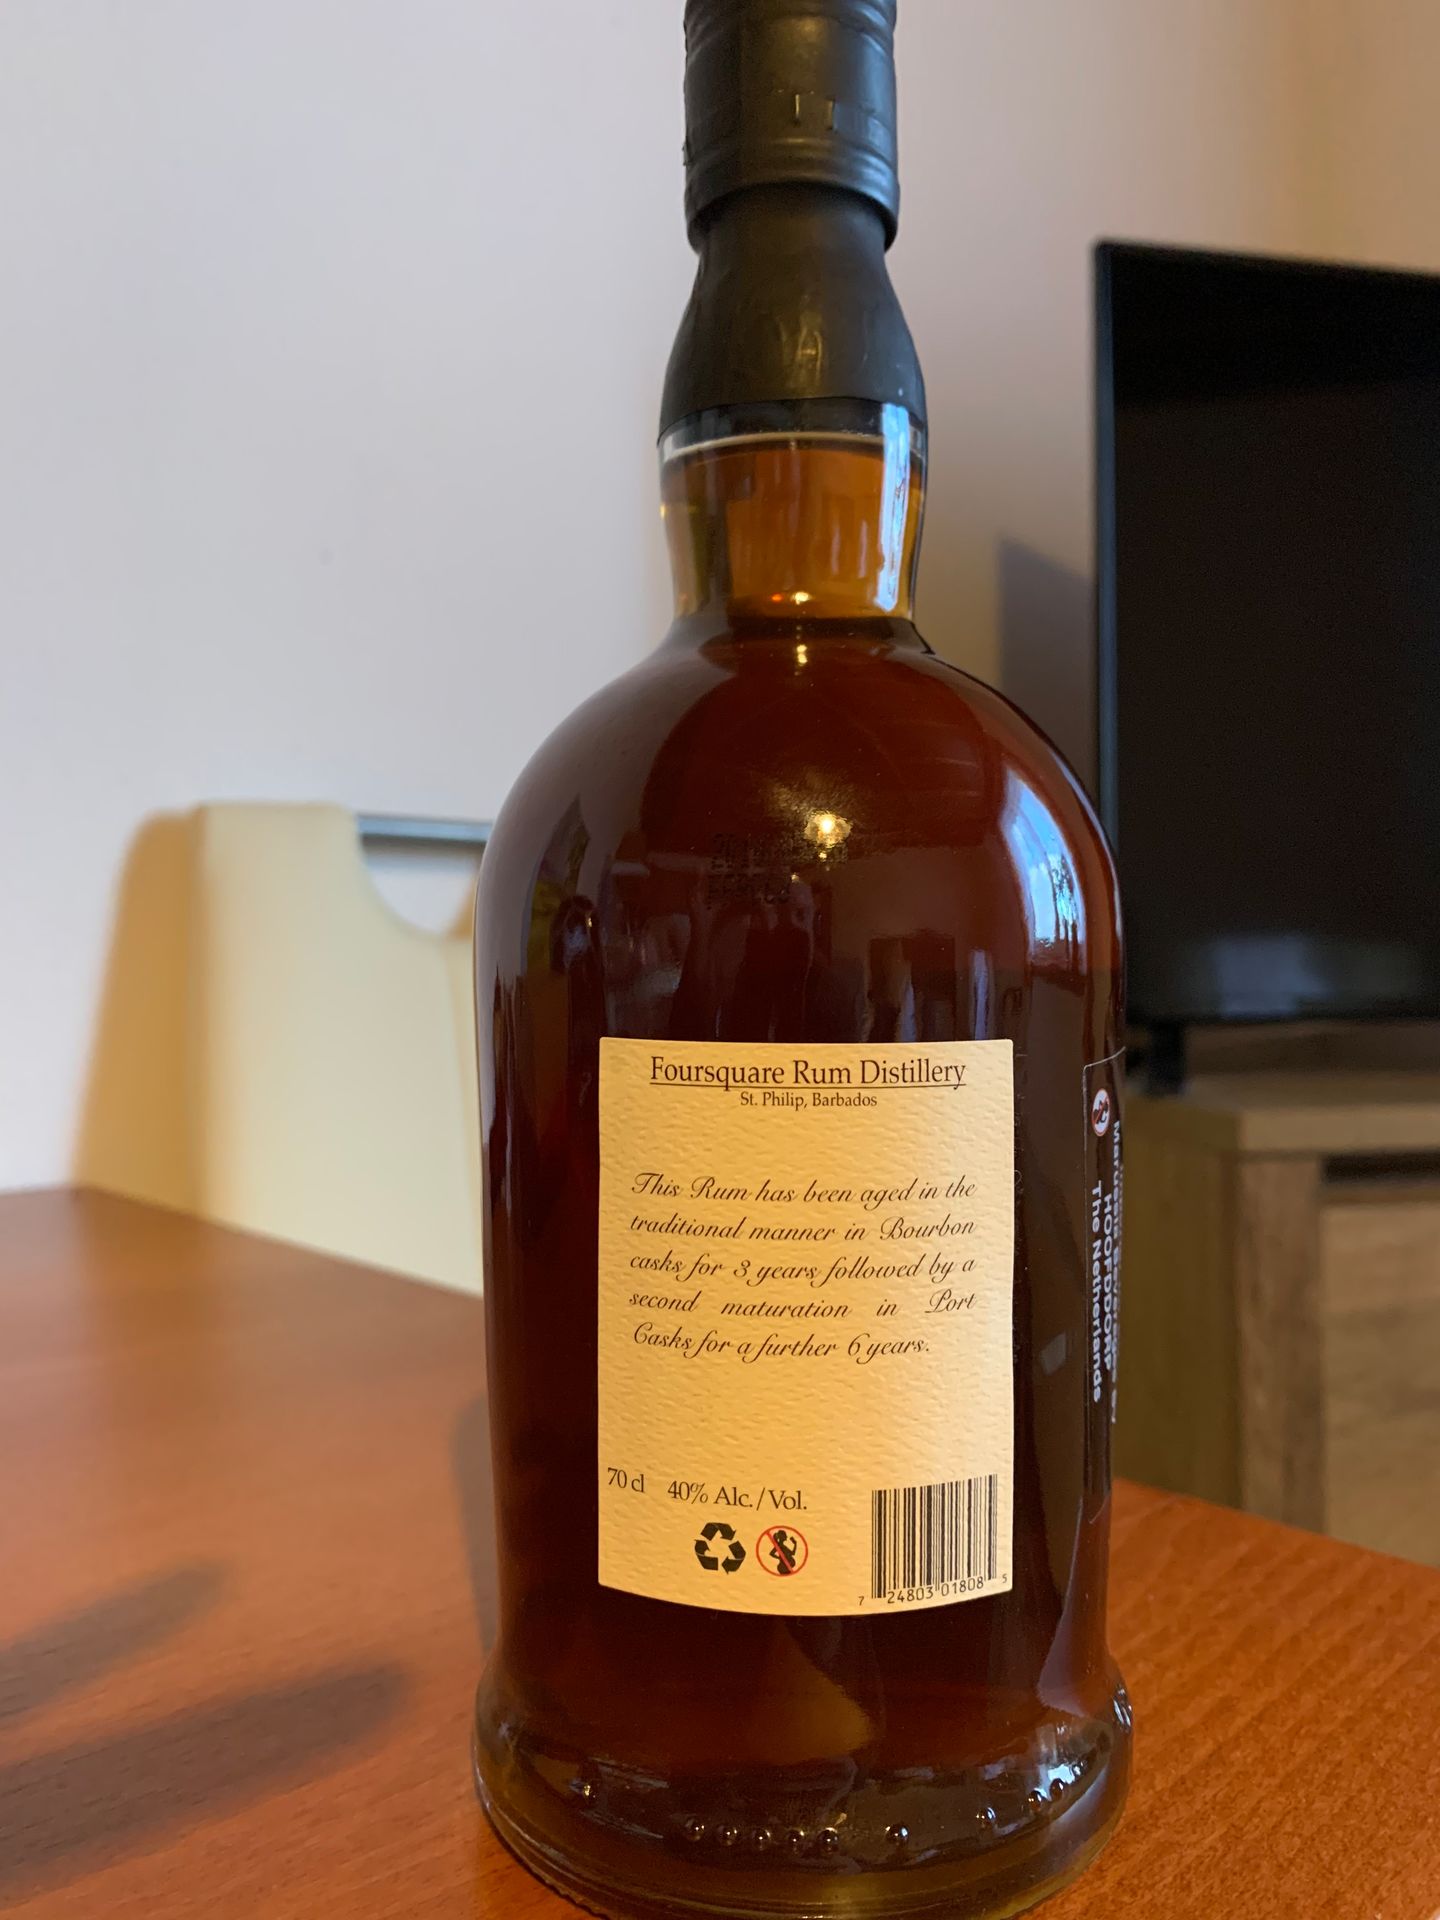 Foursquare Rum Distillery
St. Philip, Barbados
This Rum has been aged in the
traditional manner in Bourbon
casks for 3 years followed by a
second maturation in Port
Casks for a further 6 years.
70 cl 40% Alc./Vol.
7 24803 01808 5
HOOFDDORP
The Netherlands